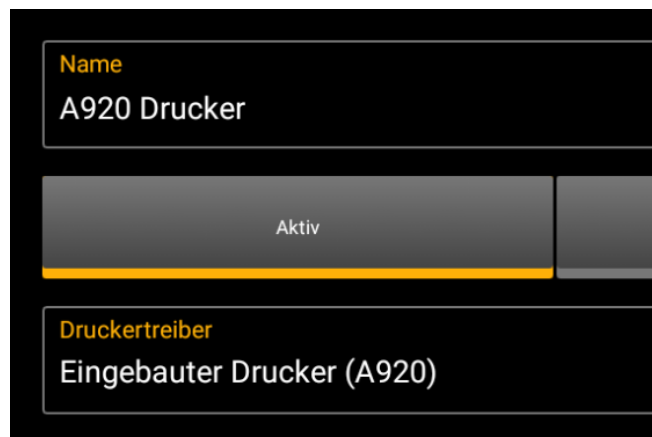 Name
A920 Drucker
Aktiv
Druckertreiber
Eingebauter Drucker (A920)